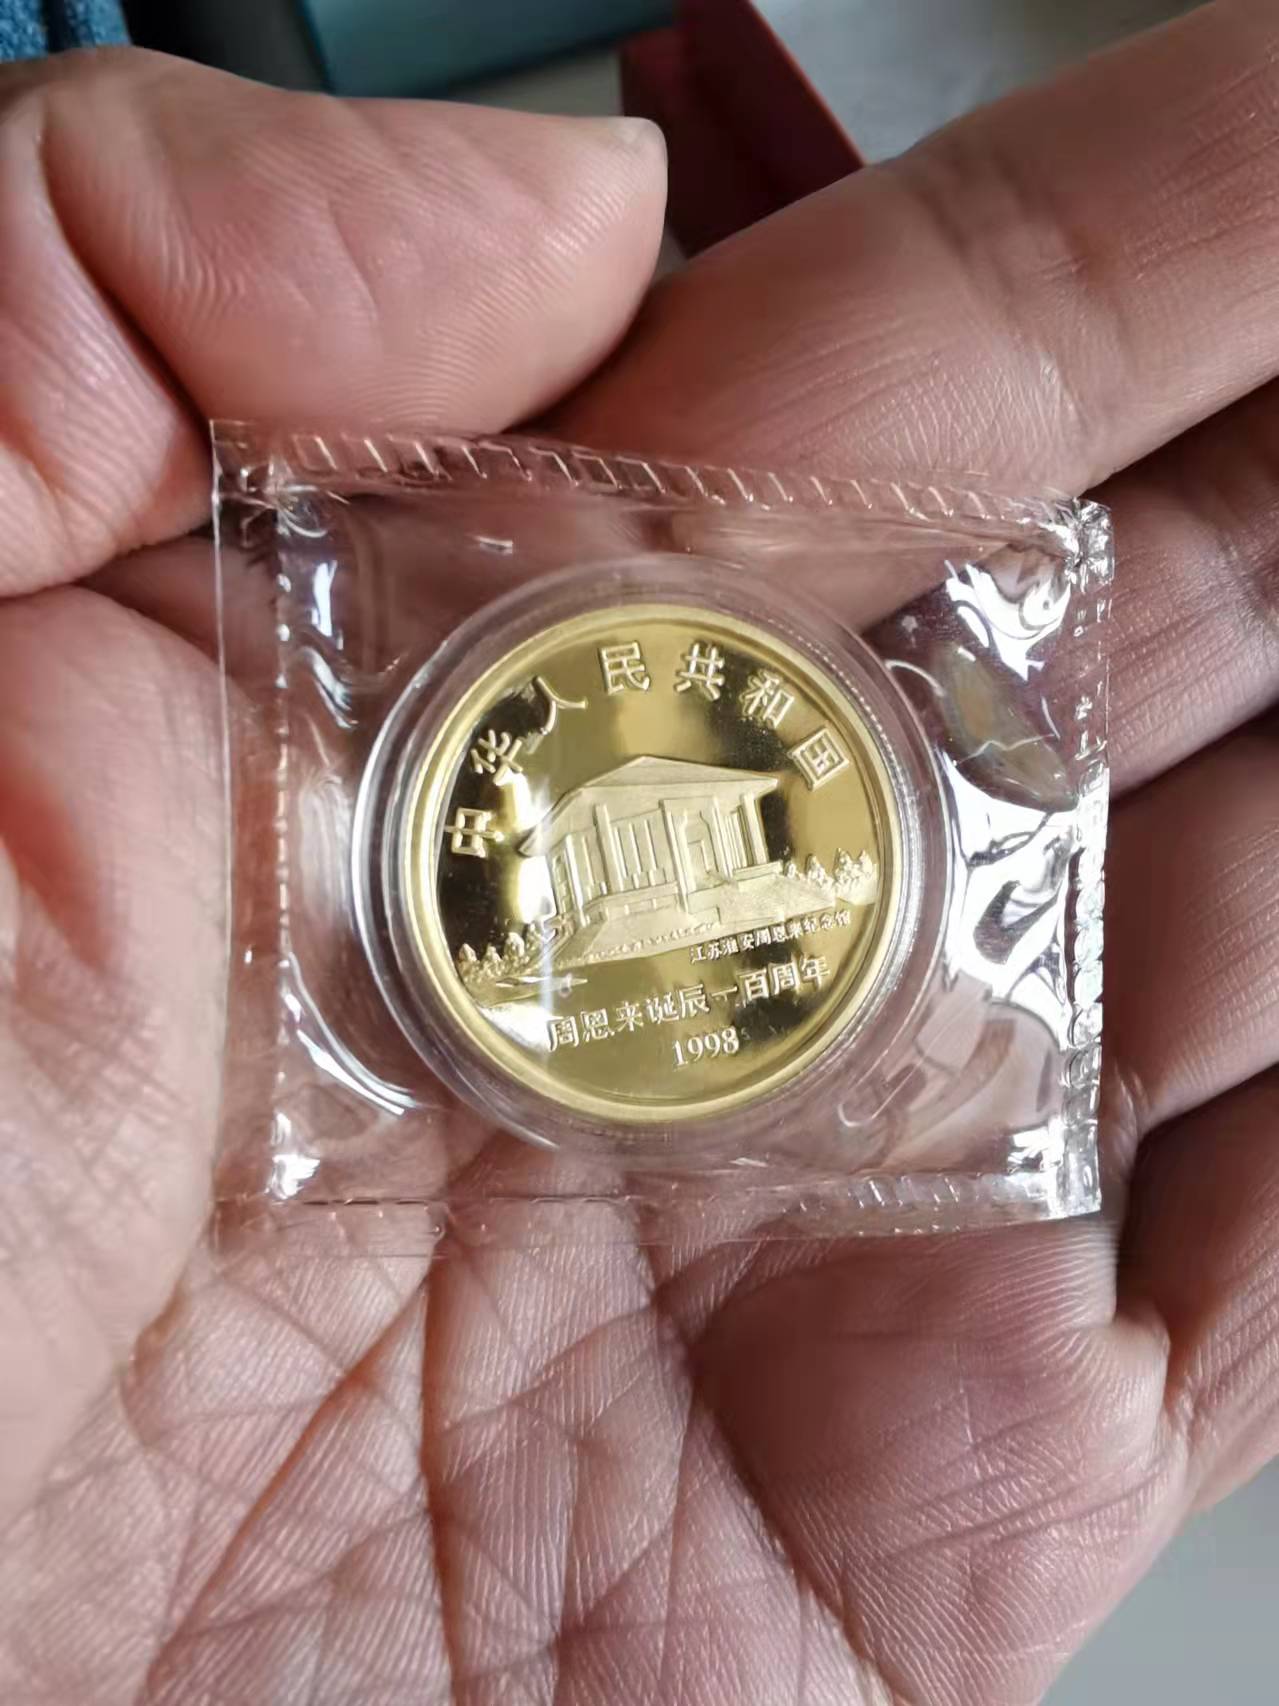 中华人民共和国
江苏淮安周恩来纪念馆
周恩来诞辰一百周年
1998